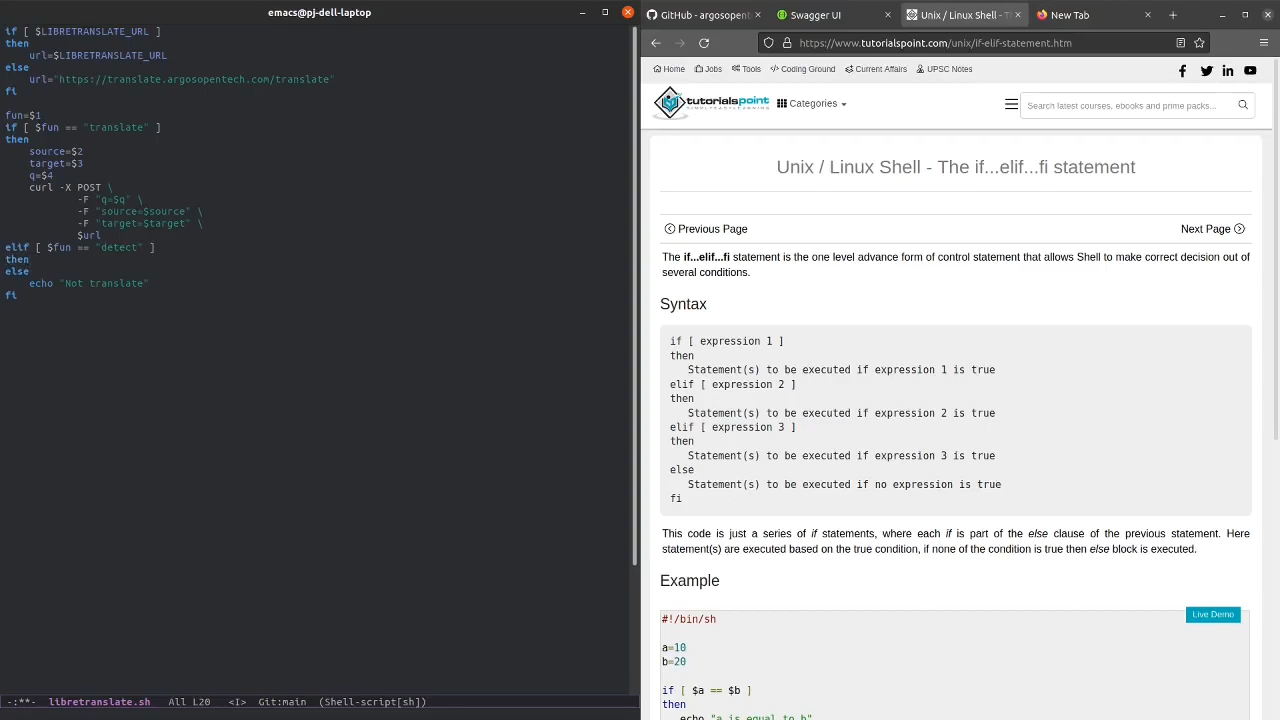 emacs@pj-dell-laptop
if [ $LIBRETRANSLATE_URL ]
then
    url=$LIBRETRANSLATE_URL
else
    url="https://translate.argosopentech.com/translate"
fi

fun=$1
if [ $fun == "translate" ]
then
    source=$2
    target=$3
    q=$4
    curl -X POST \
            -F "q=$q" \
            -F "source=$source" \
            -F "target=$target" \
            $url
elif [ $fun == "detect" ]
then
else
    echo "Not translate"
fi
-:**-  libretranslate.sh   All L20   <I>  Git:main  (Shell-script[sh])
GitHub - argosopent
Swagger UI
Unix / Linux Shell - Th
New Tab
https://www.tutorialspoint.com/unix/if-elif-statement.htm
Home Jobs Tools Coding Ground Current Affairs UPSC Notes
tutorialspoint
SIMPLYEASYLEARNING
Categories
Search latest courses, ebooks and prime packs...
Unix / Linux Shell - The if...elif...fi statement
Previous Page
Next Page
The if...elif...fi statement is the one level advance form of control statement that allows Shell to make correct decision out of
several conditions.
Syntax
if [ expression 1 ]
then
   Statement(s) to be executed if expression 1 is true
elif [ expression 2 ]
then
   Statement(s) to be executed if expression 2 is true
elif [ expression 3 ]
then
   Statement(s) to be executed if expression 3 is true
else
   Statement(s) to be executed if no expression is true
fi
This code is just a series of if statements, where each if is part of the else clause of the previous statement. Here
statement(s) are executed based on the true condition, if none of the condition is true then else block is executed.
Example
Live Demo
#!/bin/sh

a=10
b=20

if [ $a == $b ]
then
   echo "a is equal to b"